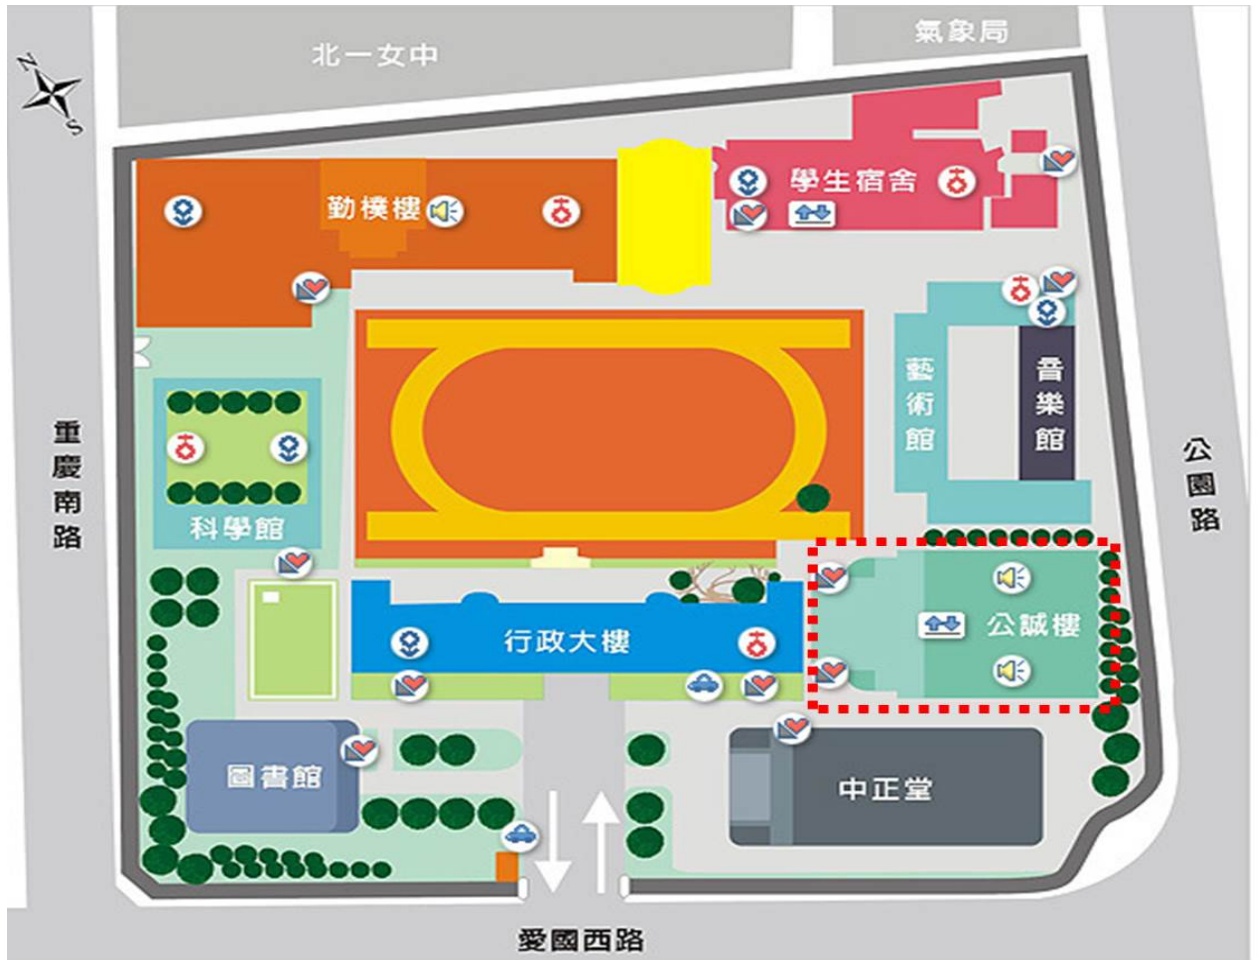 北一女中
氣象局
N
S
勤樸樓
學生宿舍
藝術館
音樂館
重慶南路
公園路
科學館
行政大樓
公誠樓
圖書館
中正堂
愛國西路